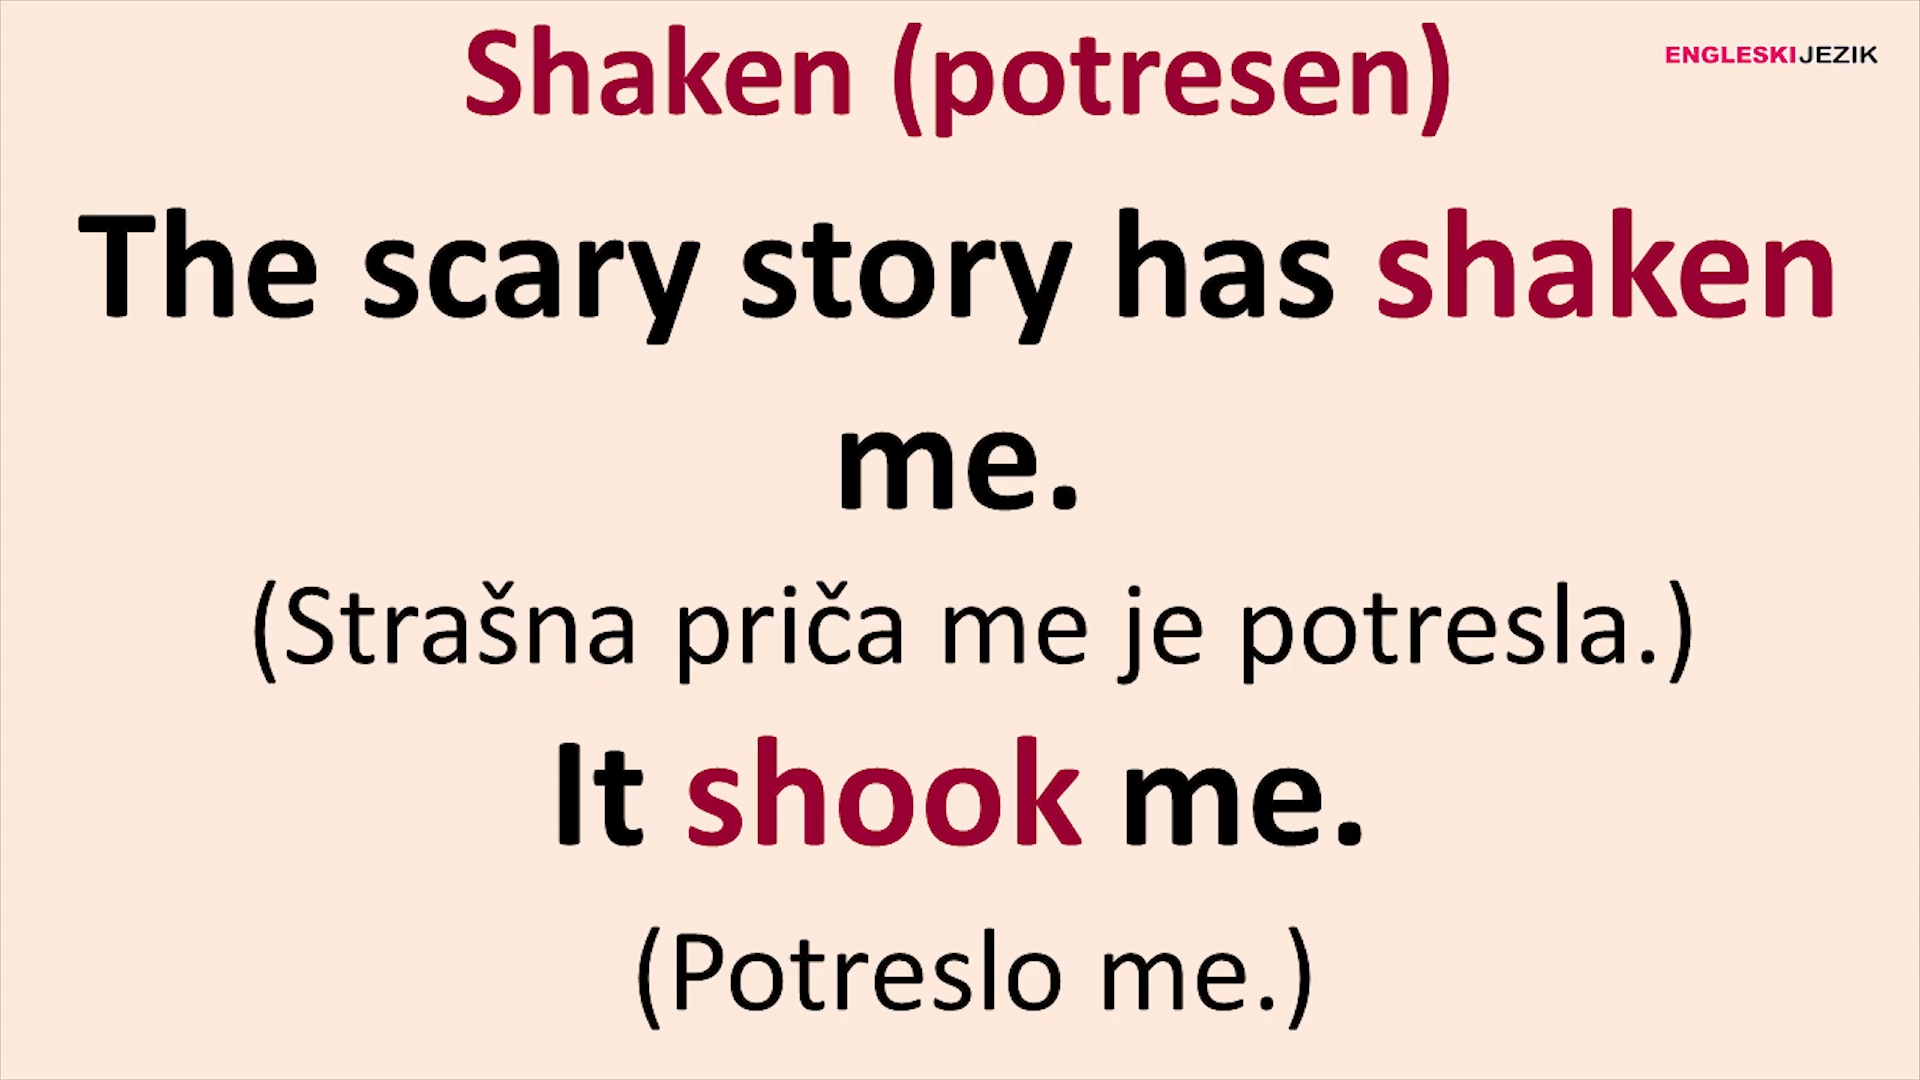 Shaken (potresen)
ENGLESKIJEZIK
The scary story has shaken
me.
(Strašna priča me je potresla.)
It shook me.
(Potreslo me.)